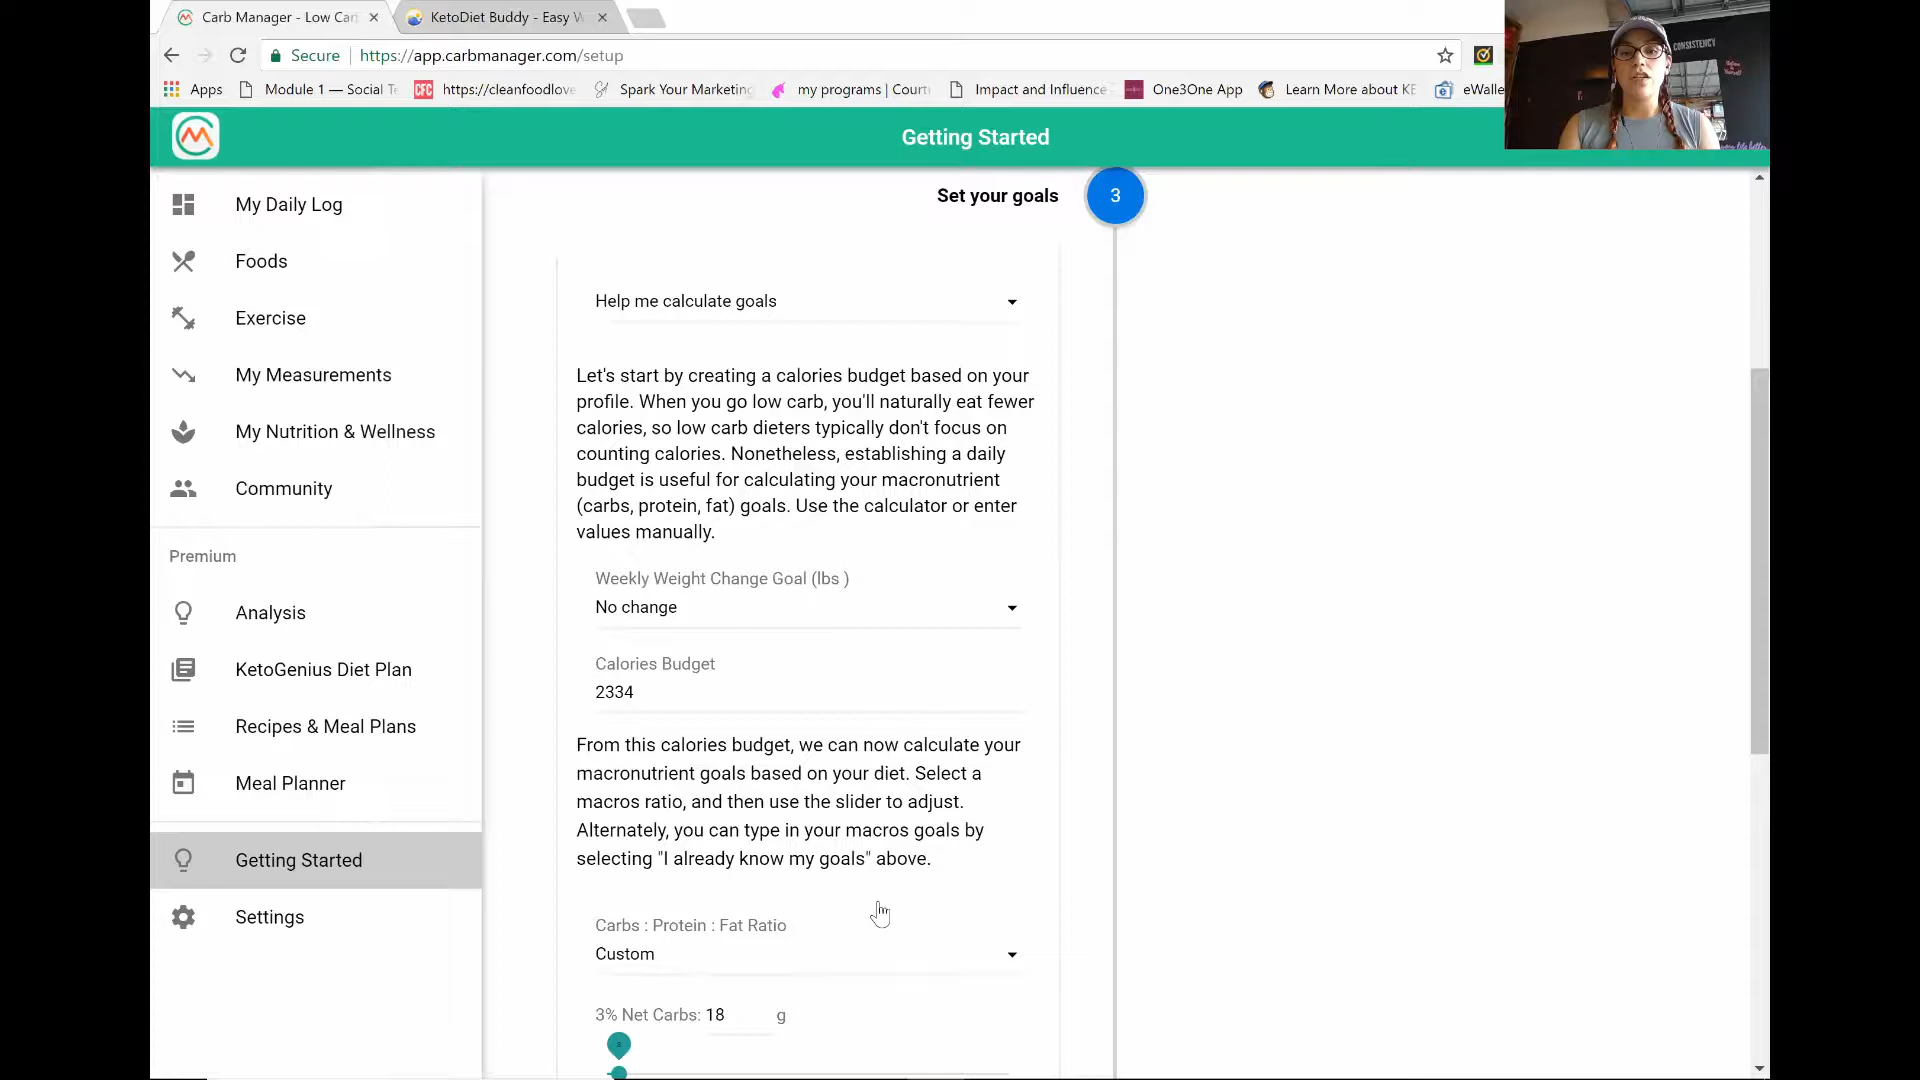 Carb Manager - Low Car
KetoDiet Buddy - Easy W
Secure
https://app.carbmanager.com/setup
Apps
Module 1 — Social Te
CFC
https://cleanfoodlove
Spark Your Marketing
my programs | Court
Impact and Influence
One3One App
Learn More about KE
eWalle
CONSISTENCY
Getting Started
My Daily Log
Foods
Exercise
My Measurements
My Nutrition & Wellness
Community
Premium
Analysis
KetoGenius Diet Plan
Recipes & Meal Plans
Meal Planner
Getting Started
Settings
Set your goals
3
Help me calculate goals
Let's start by creating a calories budget based on your
profile. When you go low carb, you'll naturally eat fewer
calories, so low carb dieters typically don't focus on
counting calories. Nonetheless, establishing a daily
budget is useful for calculating your macronutrient
(carbs, protein, fat) goals. Use the calculator or enter
values manually.
Weekly Weight Change Goal (lbs )
No change
Calories Budget
2334
From this calories budget, we can now calculate your
macronutrient goals based on your diet. Select a
macros ratio, and then use the slider to adjust.
Alternately, you can type in your macros goals by
selecting "I already know my goals" above.
Carbs : Protein : Fat Ratio
Custom
3% Net Carbs: 18 g